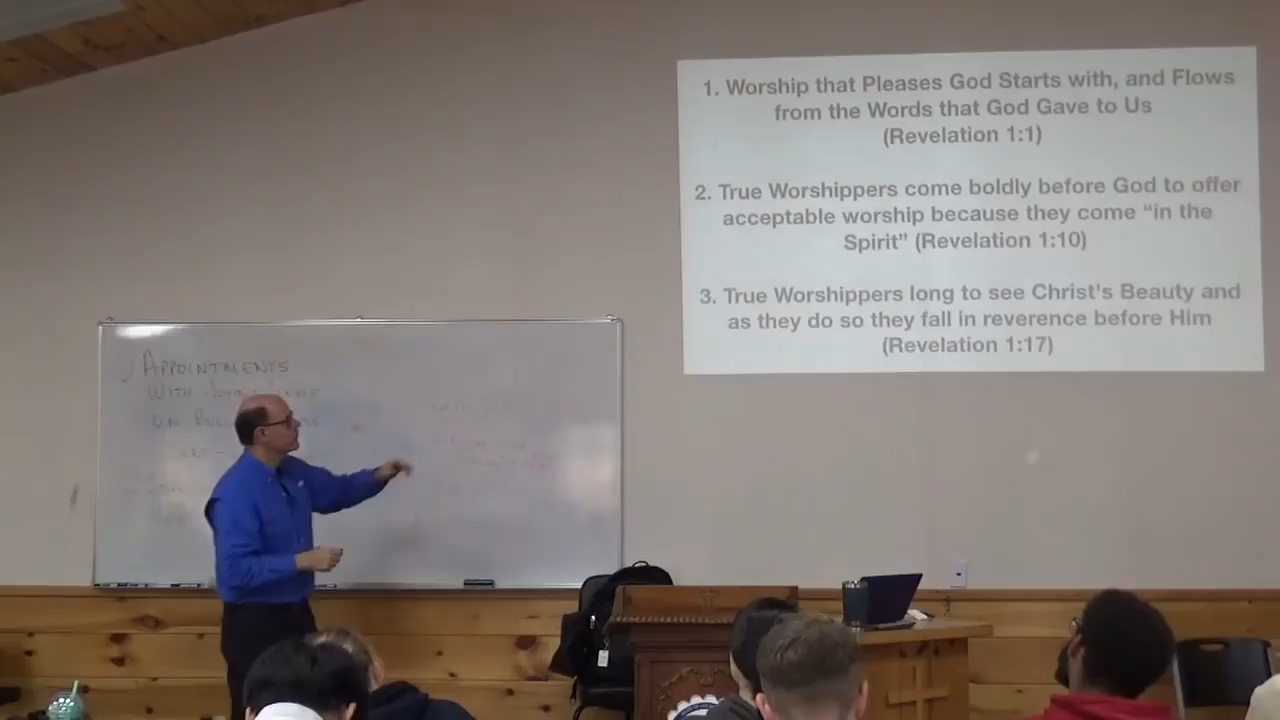 1. Worship that Pleases God Starts with, and Flows
from the Words that God Gave to Us
(Revelation 1:1)
2. True Worshippers come boldly before God to offer
acceptable worship because they come “in the
Spirit” (Revelation 1:10)
3. True Worshippers long to see Christ's Beauty and
as they do so they fall in reverence before Him
(Revelation 1:17)
APPOINTMENTS
WITH
ON